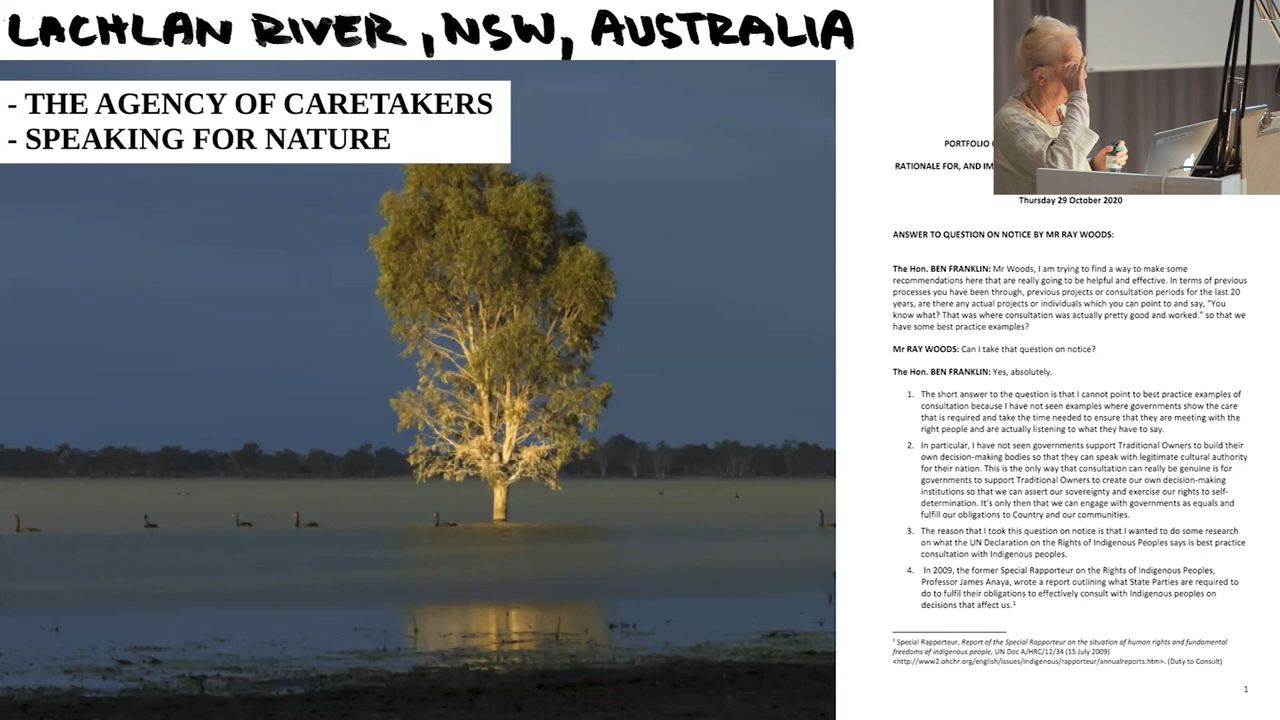 LACHLAN RIVER, NSW, AUSTRALIA
- THE AGENCY OF CARETAKERS
- SPEAKING FOR NATURE
PORTFOLIO
RATIONALE FOR, AND
Thursday 29 October 2020
ANSWER TO QUESTION ON NOTICE BY MR RAY WOODS:
The Hon. BEN FRANKLIN: Mr Woods, I am trying to find a way to make some
recommendations here that are really going to be helpful and effective. In terms of previous
processes you have been through, previous projects or consultation periods for the last 20
years, are there any actual projects or individuals which you can point to and say, "You
know what? That was where consultation was actually pretty good and worked." so that we
have some best practice examples?
Mr RAY WOODS: Can I take that question on notice?
The Hon. BEN FRANKLIN: Yes, absolutely.
1. The short answer to the question is that I cannot point to best practice examples of
consultation because I have not seen examples where governments show the care
that is required and take the time needed to ensure that they are meeting with the
right people and are actually listening to what they have to say.
2. In particular, I have not seen governments support Traditional Owners to build their
own decision-making bodies so that they can speak with legitimate cultural authority
for their nation. This is the only way that consultation can really be genuine is for
governments to support Traditional Owners to create our own decision-making
institutions so that we can assert our sovereignty and exercise our rights to self-
determination. It's only then that we can engage with governments as equals and
fulfill our obligations to Country and our communities.
3. The reason that I took this question on notice is that I wanted to do some research
on what the UN Declaration on the Rights of Indigenous Peoples says is best practice
consultation with Indigenous peoples.
4. In 2009, the former Special Rapporteur on the Rights of Indigenous Peoples,
Professor James Anaya, wrote a report outlining what State Parties are required to
do to fulfil their obligations to effectively consult with Indigenous peoples on
decisions that affect us.1
1 Special Rapporteur, Report of the Special Rapporteur on the situation of human rights and fundamental
freedoms of indigenous people, UN Doc A/HRC/12/34 (15 July 2009)
<http://www2.ohchr.org/english/issues/indigenous/rapporteur/annualreports.htm>. (Duty to Consult)
1